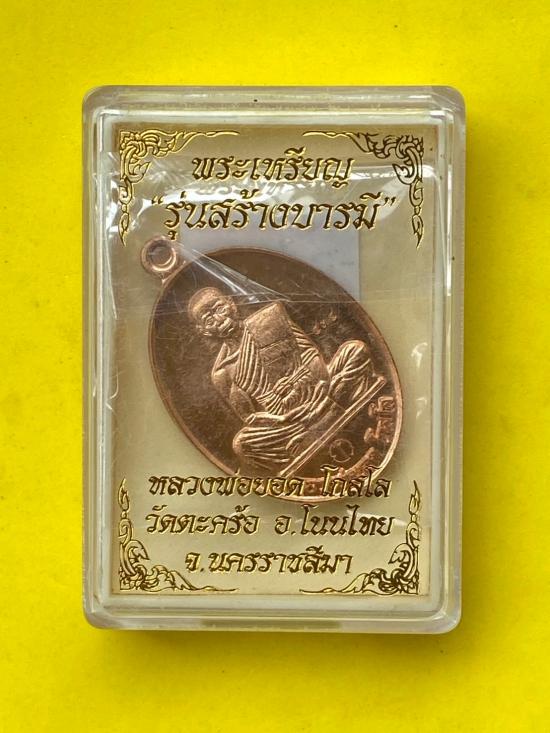 พระเหรียญ
“รุ่นสร้างบารมี”
หลวงพ่อยอด โกสโล
วัดตะคร้อ อ.โนนไทย
จ.นครราชสีมา